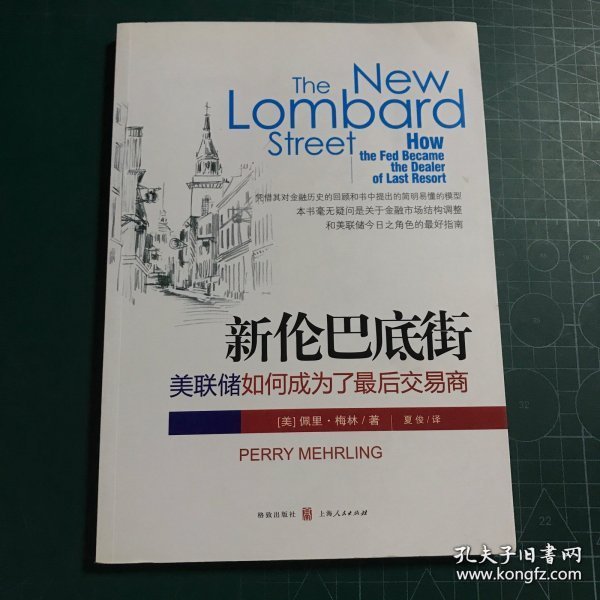 The New
Lombard
Street
How
the Fed Became
the Dealer
of Last Resort
凭借其对金融历史的回顾和书中提出的简明易懂的模型
本书毫无疑问是关于金融市场结构调整
和美联储今日之角色的最好指南
新伦巴底街
美联储如何成为了最后交易商
[美] 佩里·梅林/著 夏俊/译
PERRY MEHRLING
格致出版社 上海人民出版社
32
22
孔夫子旧書网
www.kongfz.com